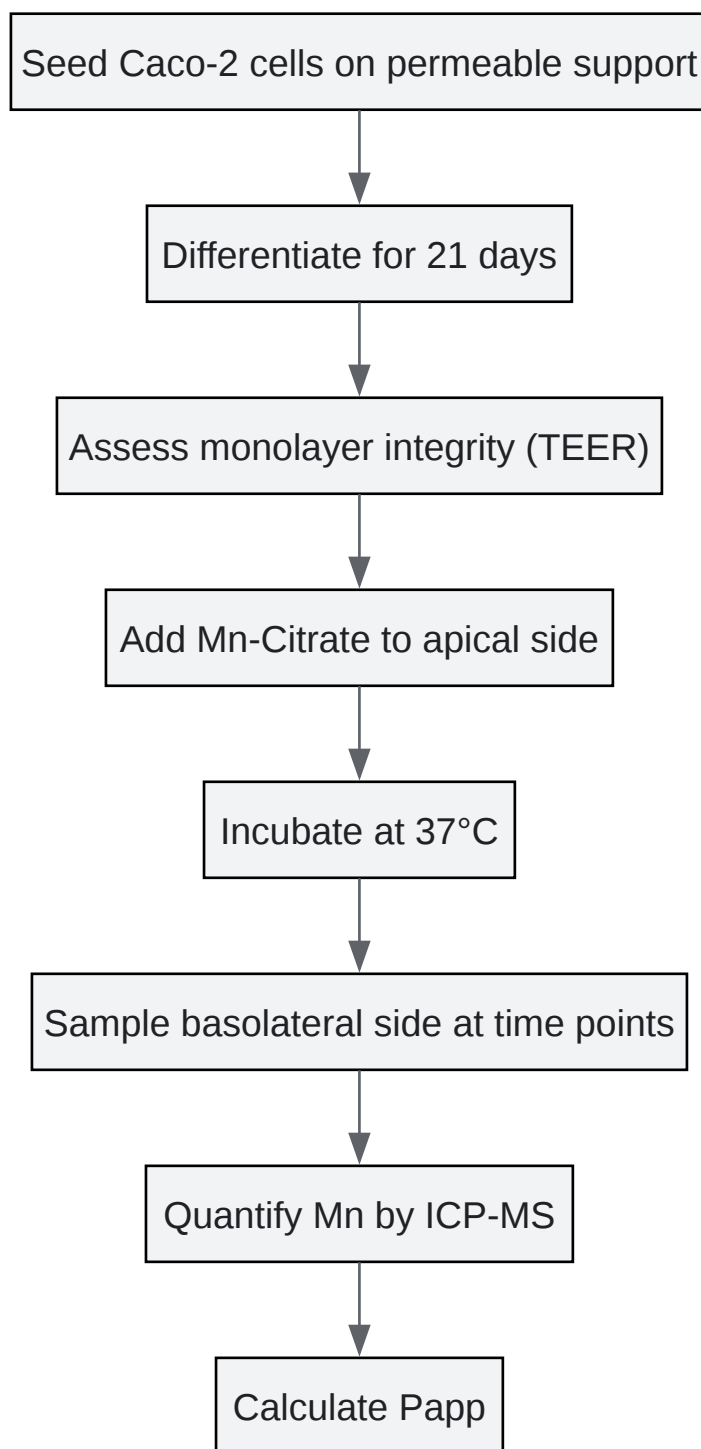 Seed Caco-2 cells on permeable support
Differentiate for 21 days
Assess monolayer integrity (TEER)
Add Mn-Citrate to apical side
Incubate at 37°C
Sample basolateral side at time points
Quantify Mn by ICP-MS
Calculate Papp